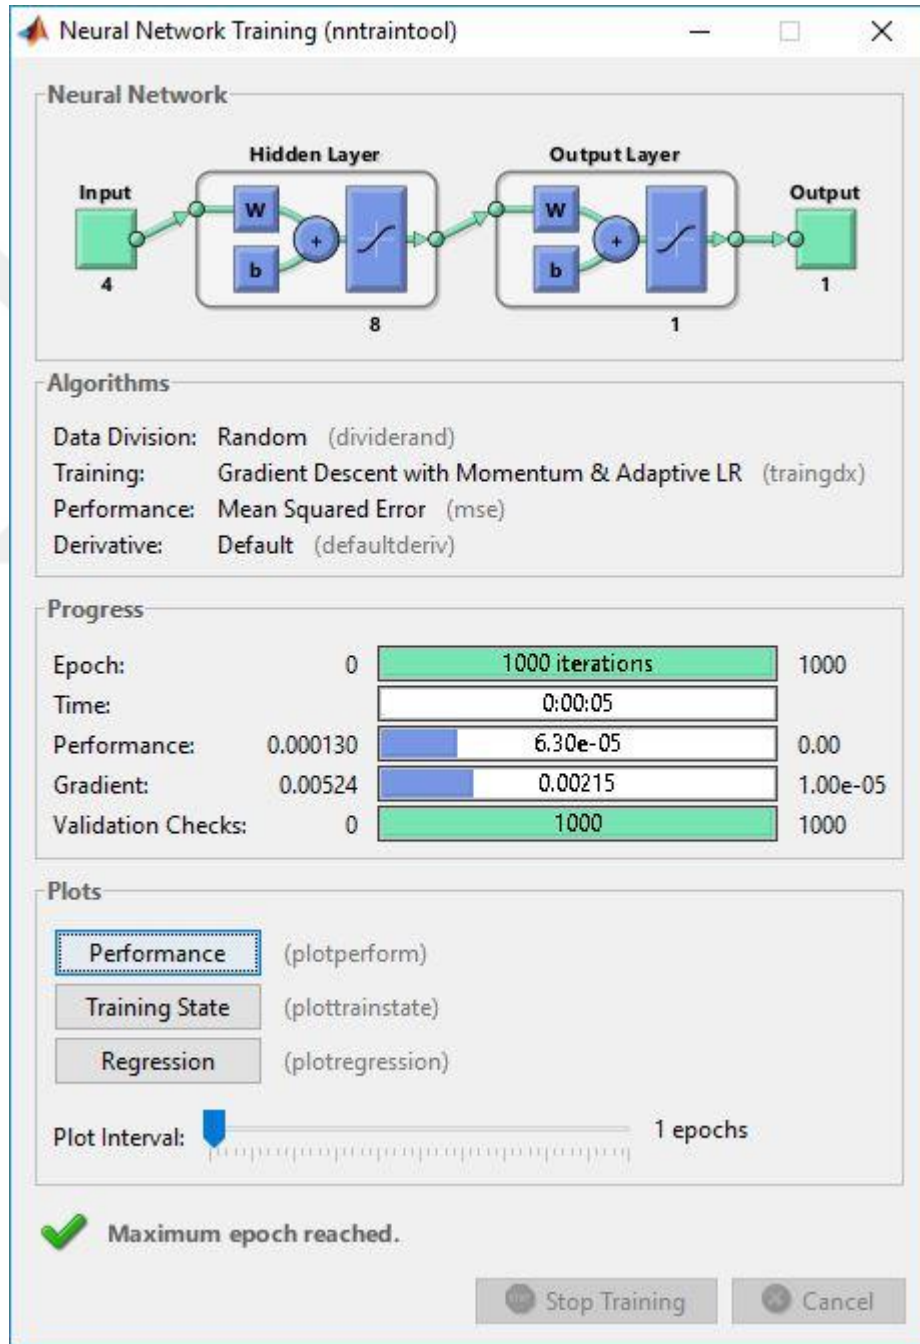 Neural Network Training (nntraintool)
Neural Network
Hidden Layer
Output Layer
Input
W
b
+
W
b
+
Output
4
8
1
1
Algorithms
Data Division: Random (dividerand)
Training: Gradient Descent with Momentum & Adaptive LR (traingdx)
Performance: Mean Squared Error (mse)
Derivative: Default (defaultderiv)
Progress
Epoch: 0 1000 iterations 1000
Time: 0:00:05
Performance: 0.000130 6.30e-05 0.00
Gradient: 0.00524 0.00215 1.00e-05
Validation Checks: 0 1000 1000
Plots
Performance (plotperform)
Training State (plottrainstate)
Regression (plotregression)
Plot Interval: 1 epochs
Maximum epoch reached.
Stop Training Cancel